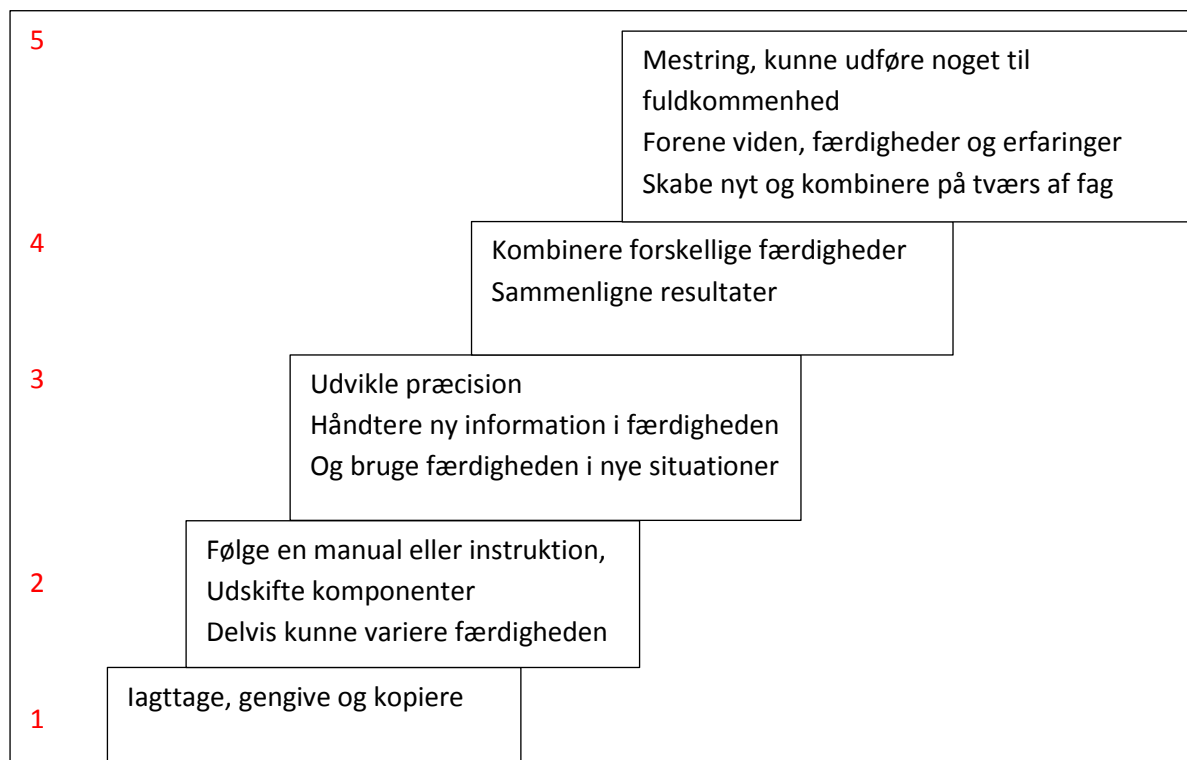 5
Mestring, kunne udføre noget til
fuldkommenhed
Forene viden, færdigheder og erfaringer
Skabe nyt og kombinere på tværs af fag
4
Kombinere forskellige færdigheder
Sammenligne resultater
3
Udvikle præcision
Håndtere ny information i færdigheden
Og bruge færdigheden i nye situationer
Følge en manual eller instruktion,
2
Udskifte komponenter
Delvis kunne variere færdigheden
Iagttage, gengive og kopiere
1